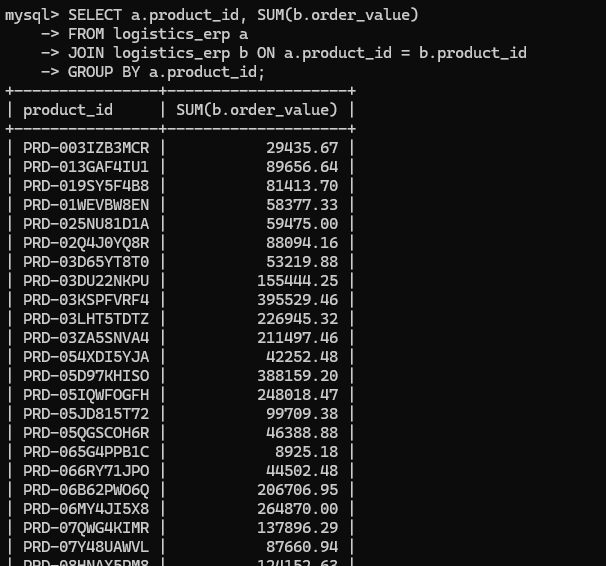 mysql> SELECT a.product_id, SUM(b.order_value)
    -> FROM logistics_erp a
    -> JOIN logistics_erp b ON a.product_id = b.product_id
    -> GROUP BY a.product_id;
+----------------+--------------------+
| product_id     | SUM(b.order_value) |
+----------------+--------------------+
| PRD-003IZB3MCR |           29435.67 |
| PRD-013GAF4IU1 |           89656.64 |
| PRD-019SY5F4B8 |           81413.70 |
| PRD-01WEVBW8EN |           58377.33 |
| PRD-025NU81D1A |           59475.00 |
| PRD-02Q4J0YQ8R |           88094.16 |
| PRD-03D65YT8T0 |           53219.88 |
| PRD-03DU22NKPU |          155444.25 |
| PRD-03KSPFVRF4 |          395529.46 |
| PRD-03LHT5TDTZ |          226945.32 |
| PRD-03ZA5SNVA4 |          211497.46 |
| PRD-054XDI5YJA |           42252.48 |
| PRD-05D97KHISO |          388159.20 |
| PRD-05IQWFOGFH |          248018.47 |
| PRD-05JD815T72 |           99709.38 |
| PRD-05QGSCOH6R |           46388.88 |
| PRD-065G4PPB1C |            8925.18 |
| PRD-066RY71JPO |           44502.48 |
| PRD-06B62PWO6Q |          206706.95 |
| PRD-06MY4JI5X8 |          264870.00 |
| PRD-07QWG4KIMR |          137896.29 |
| PRD-07Y48UAWVL |           87660.94 |